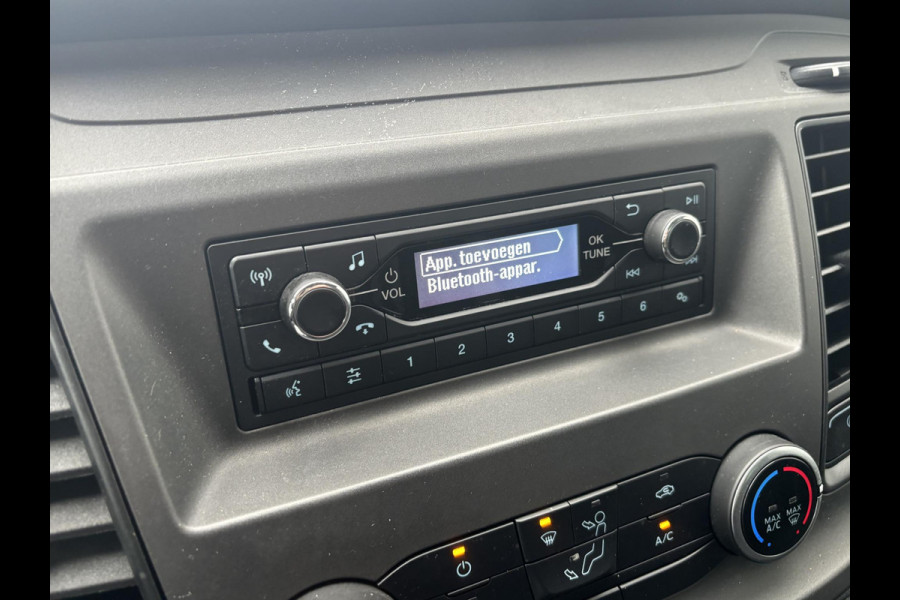 App. toevoegen
Bluetooth-appar.
VOL
OK
TUNE
1 2 3 4 5 6
MAX
A/C
MAX
A/C